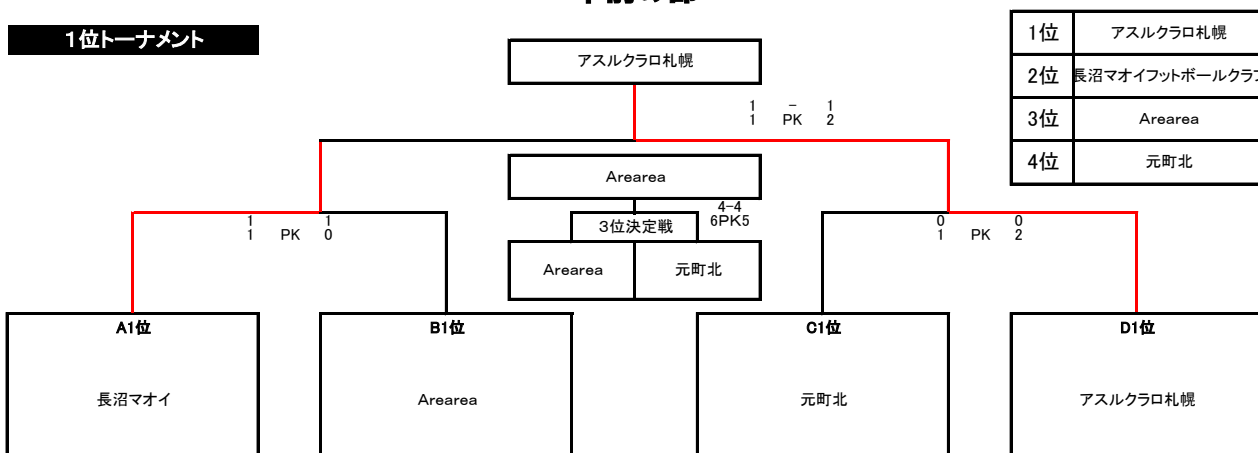 1位トーナメント
アスルクラロ札幌
1 - 1
1 PK 2
1位 アスルクラロ札幌
2位 長沼マオイフットボールクラブ
3位 Arearea
4位 元町北
Arearea
4-4
6PK5
3位決定戦
Arearea 元町北
1 1
1 PK 0
0 0
1 PK 2
A1位 B1位 C1位 D1位
長沼マオイ Arearea 元町北 アスルクラロ札幌